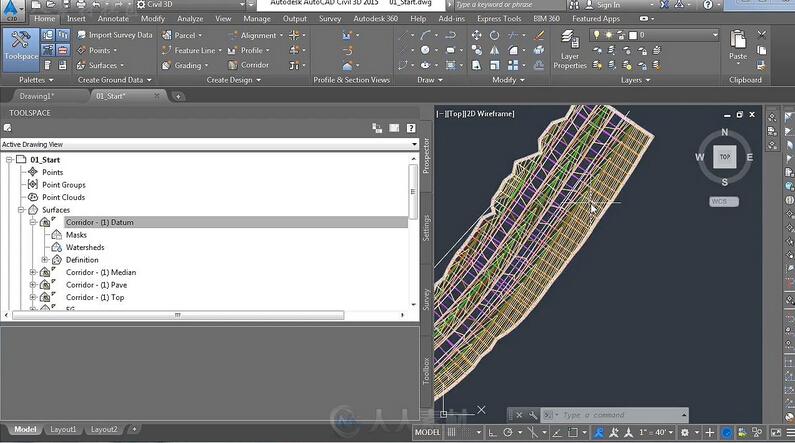 C3D
Civil 3D
Autodesk AutoCAD Civil 3D 2015 01_Start.dwg
Type a keyword or phrase
Sign In
Home Insert Annotate Modify Analyze View Manage Output Survey Autodesk 360 Help Add-ins Express Tools BIM 360 Featured Apps
Toolspace
Import Survey Data
Points
Surfaces
Parcel
Feature Line
Grading
Alignment
Profile
Corridor
Layer Properties
Paste
Palettes
Create Ground Data
Create Design
Profile & Section Views
Draw
Modify
Layers
Clipboard
Drawing1*
01_Start*
TOOLSPACE
Active Drawing View
01_Start
Points
Point Groups
Point Clouds
Surfaces
Corridor - (1) Datum
Masks
Watersheds
Definition
Corridor - (1) Median
Corridor - (1) Pave
Corridor - (1) Top
EG
Prospector
Settings
Survey
Toolbox
[−][Top][2D Wireframe]
N
W
TOP
E
S
WCS
人人素材
Type a command
Model
Layout1
Layout2
MODEL
1" = 40'